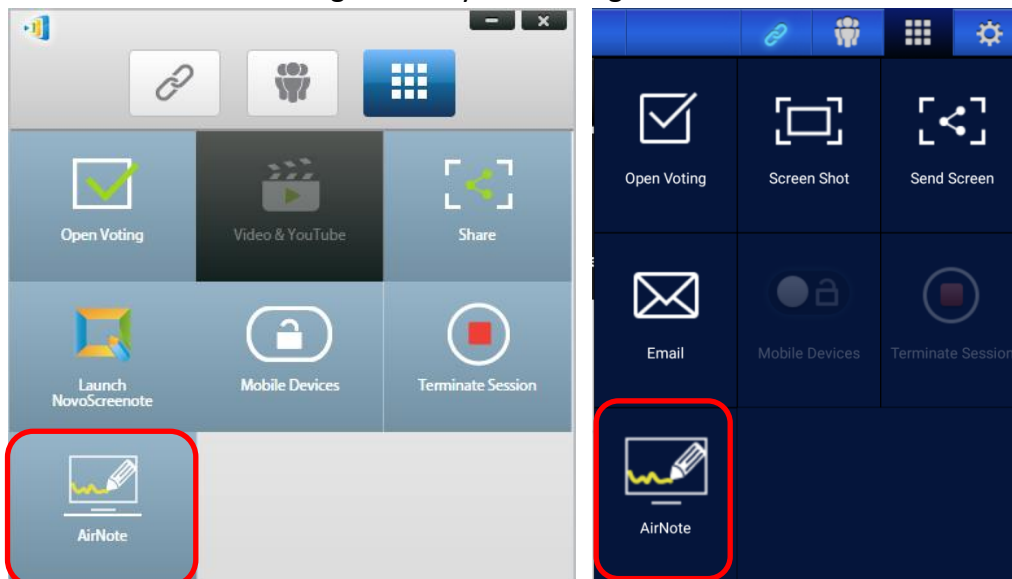 Open Voting
Video & YouTube
Share
Launch
NovoScreenote
Mobile Devices
Terminate Session
AirNote
Open Voting
Screen Shot
Send Screen
Email
Mobile Devices
Terminate Session
AirNote